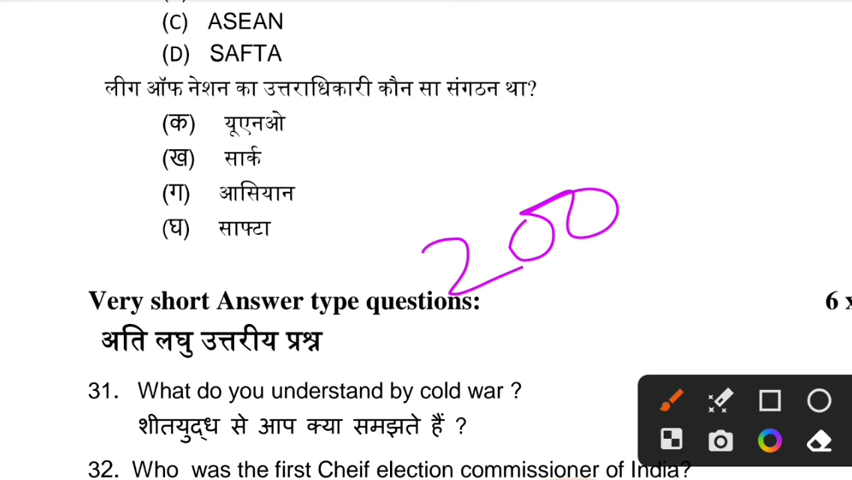 (C) ASEAN
(D) SAFTA
लीग ऑफ नेशन का उत्तराधिकारी कौन सा संगठन था?
(क) यूएनओ
(ख) सार्क
(ग) आसियान
(घ) साफ्टा
200
Very short Answer type questions: 6 x
अति लघु उत्तरीय प्रश्न
31. What do you understand by cold war ?
शीतयुद्ध से आप क्या समझते हैं ?
32. Who was the first Cheif election commissioner of India?